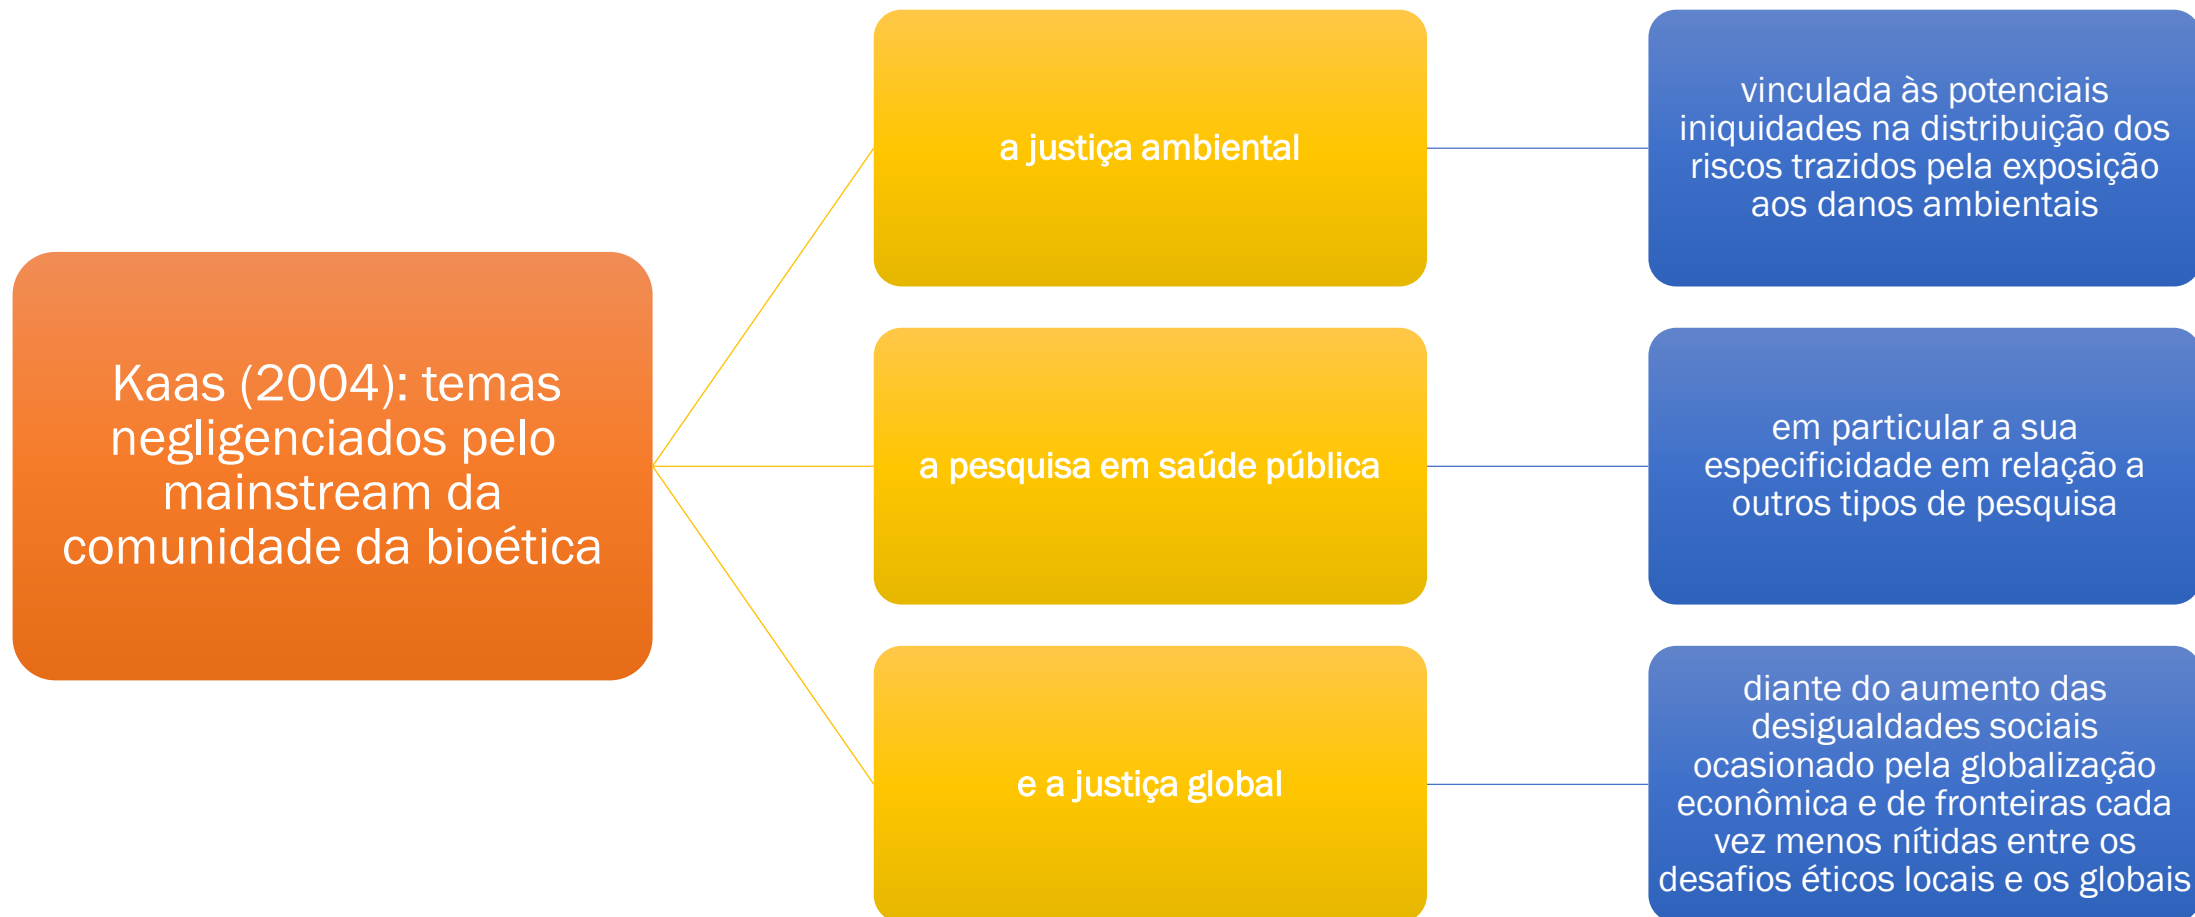 Kaas (2004): temas
negligenciados pelo
mainstream da
comunidade da bioética
a justiça ambiental
vinculada às potenciais
iniquidades na distribuição dos
riscos trazidos pela exposição
aos danos ambientais
a pesquisa em saúde pública
em particular a sua
especificidade em relação a
outros tipos de pesquisa
e a justiça global
diante do aumento das
desigualdades sociais
ocasionado pela globalização
econômica e de fronteiras cada
vez menos nítidas entre os
desafios éticos locais e os globais